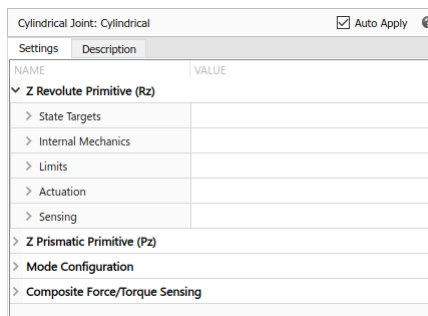 Cylindrical Joint: Cylindrical Auto Apply
Settings Description
NAME VALUE
Z Revolute Primitive (Rz)
State Targets
Internal Mechanics
Limits
Actuation
Sensing
Z Prismatic Primitive (Pz)
Mode Configuration
Composite Force/Torque Sensing